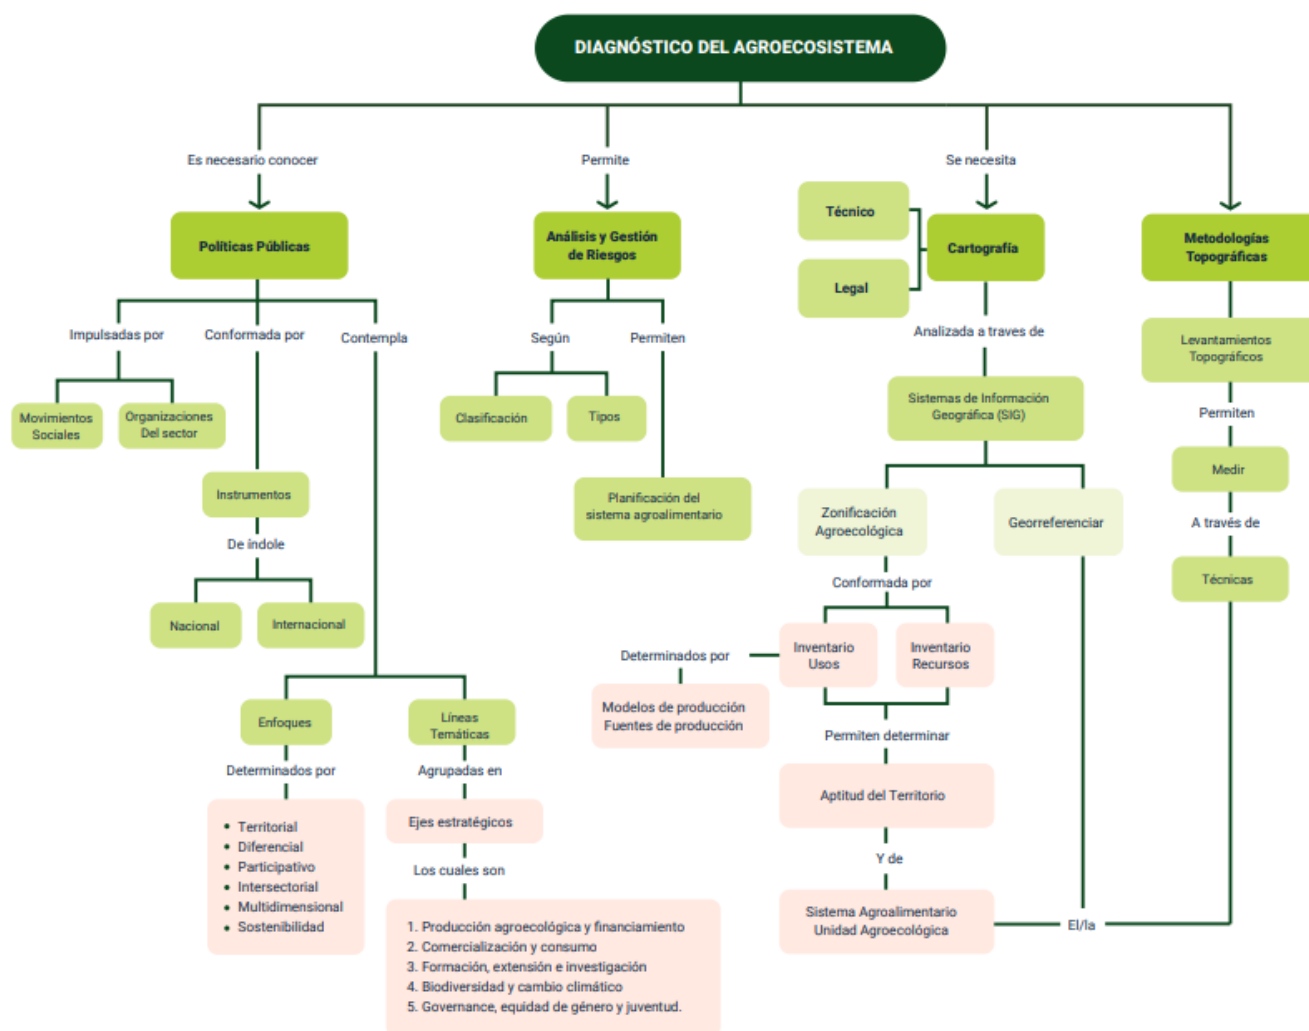 DIAGNÓSTICO DEL AGROECOSISTEMA
Es necesario conocer
Permite
Se necesita
Políticas Públicas
Análisis y Gestión
de Riesgos
Técnico
Legal
Cartografía
Metodologías
Topográficas
Impulsadas por
Conformada por
Contempla
Movimientos
Sociales
Organizaciones
Del sector
Instrumentos
De índole
Nacional
Internacional
Enfoques
Determinados por
• Territorial
• Diferencial
• Participativo
• Intersectorial
• Multidimensional
• Sostenibilidad
Líneas
Temáticas
Agrupadas en
Ejes estratégicos
Los cuales son
1. Producción agroecológica y financiamiento
2. Comercialización y consumo
3. Formación, extensión e investigación
4. Biodiversidad y cambio climático
5. Governance, equidad de género y juventud.
Según
Permiten
Clasificación
Tipos
Planificación del
sistema agroalimentario
Analizada a traves de
Sistemas de Información
Geográfica (SIG)
Zonificación
Agroecológica
Georreferenciar
Conformada por
Inventario
Usos
Inventario
Recursos
Determinados por
Modelos de producción
Fuentes de producción
Permiten determinar
Aptitud del Territorio
Y de
Sistema Agroalimentario
Unidad Agroecológica
El/la
Levantamientos
Topográficos
Permiten
Medir
A través de
Técnicas